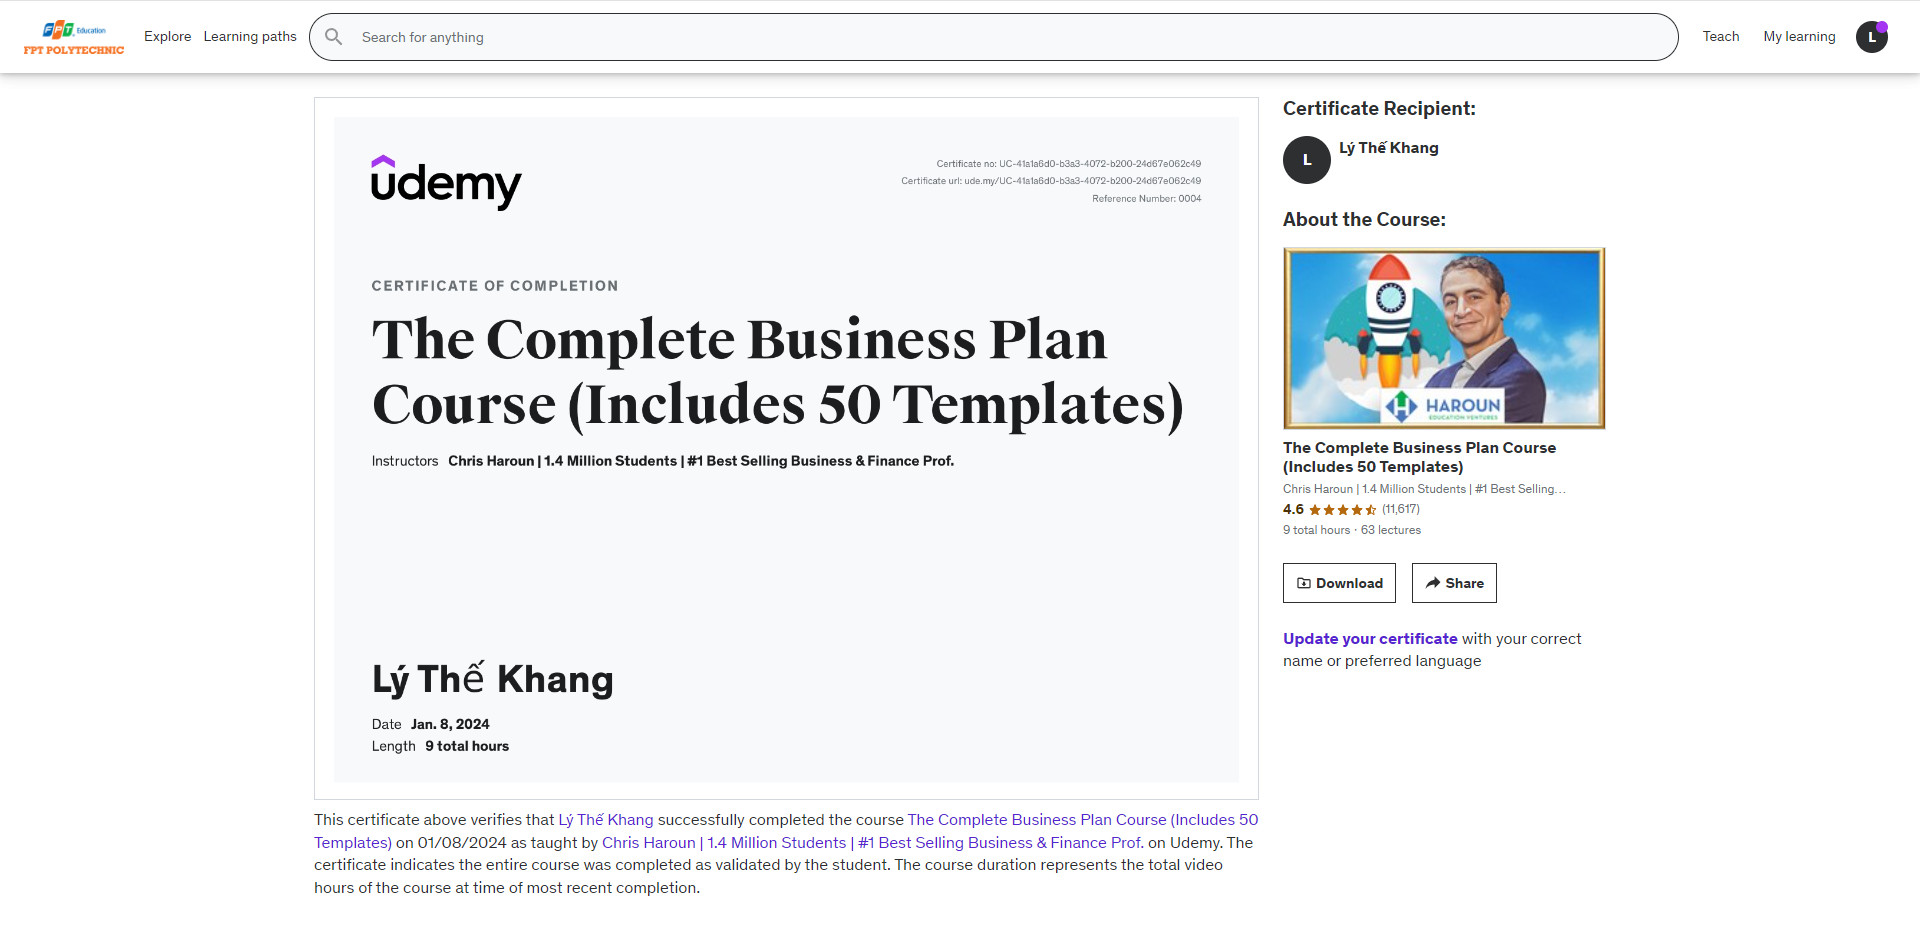 FPT Education
FPT POLYTECHNIC
Explore
Learning paths
Search for anything
Teach
My learning
L
udemy
Certificate no: UC-41a1a6d0-b3a3-4072-b200-24d67e062c49
Certificate url: ude.my/UC-41a1a6d0-b3a3-4072-b200-24d67e062c49
Reference Number: 0004
CERTIFICATE OF COMPLETION
The Complete Business Plan
Course (Includes 50 Templates)
Instructors Chris Haroun | 1.4 Million Students | #1 Best Selling Business & Finance Prof.
Lý Thế Khang
Date Jan. 8, 2024
Length 9 total hours
This certificate above verifies that Lý Thế Khang successfully completed the course The Complete Business Plan Course (Includes 50
Templates) on 01/08/2024 as taught by Chris Haroun | 1.4 Million Students | #1 Best Selling Business & Finance Prof. on Udemy. The
certificate indicates the entire course was completed as validated by the student. The course duration represents the total video
hours of the course at time of most recent completion.
Certificate Recipient:
L
Lý Thế Khang
About the Course:
H HAROUN
EDUCATION VENTURES
The Complete Business Plan Course
(Includes 50 Templates)
Chris Haroun | 1.4 Million Students | #1 Best Selling…
4.6 (11,617)
9 total hours · 63 lectures
Download
Share
Update your certificate with your correct
name or preferred language